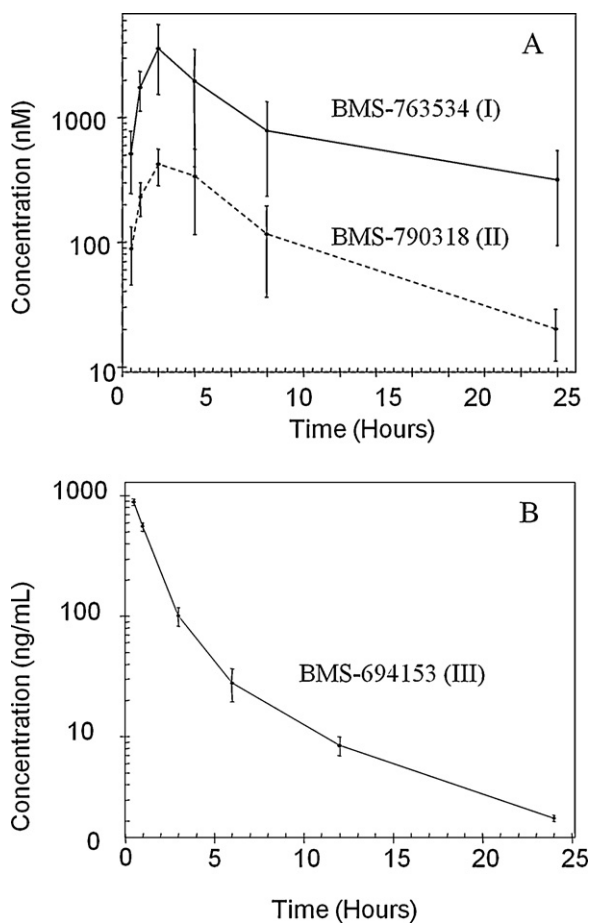 A
Concentration (nM)
1000
100
10
BMS-763534 (I)
BMS-790318 (II)
0 5 10 15 20 25
Time (Hours)
B
Concentration (ng/mL)
1000
100
10
0
BMS-694153 (III)
0 5 10 15 20 25
Time (Hours)